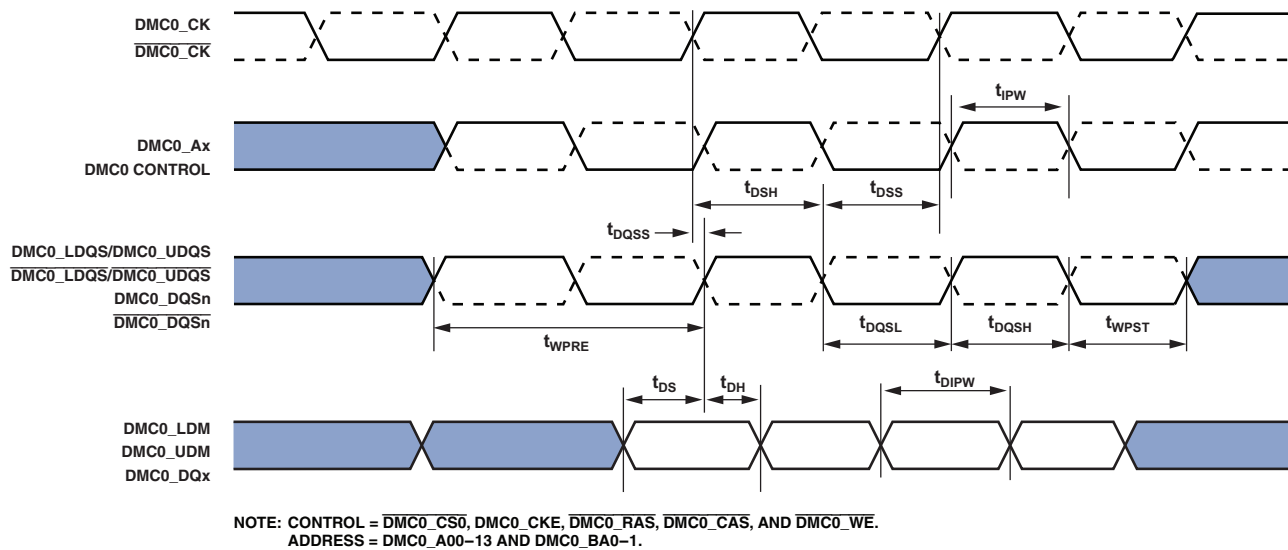 DMC0_CK
DMC0_CK
tIPW
DMC0_Ax
DMC0 CONTROL
tDSH
tDSS
tDQSS
DMC0_LDQS/DMC0_UDQS
DMC0_LDQS/DMC0_UDQS
DMC0_DQSn
DMC0_DQSn
tDQSL
tDQSH
tWPST
tWPRE
tDS
tDH
tDIPW
DMC0_LDM
DMC0_UDM
DMC0_DQx
NOTE: CONTROL = DMC0_CS0, DMC0_CKE, DMC0_RAS, DMC0_CAS, AND DMC0_WE.
ADDRESS = DMC0_A00–13 AND DMC0_BA0–1.